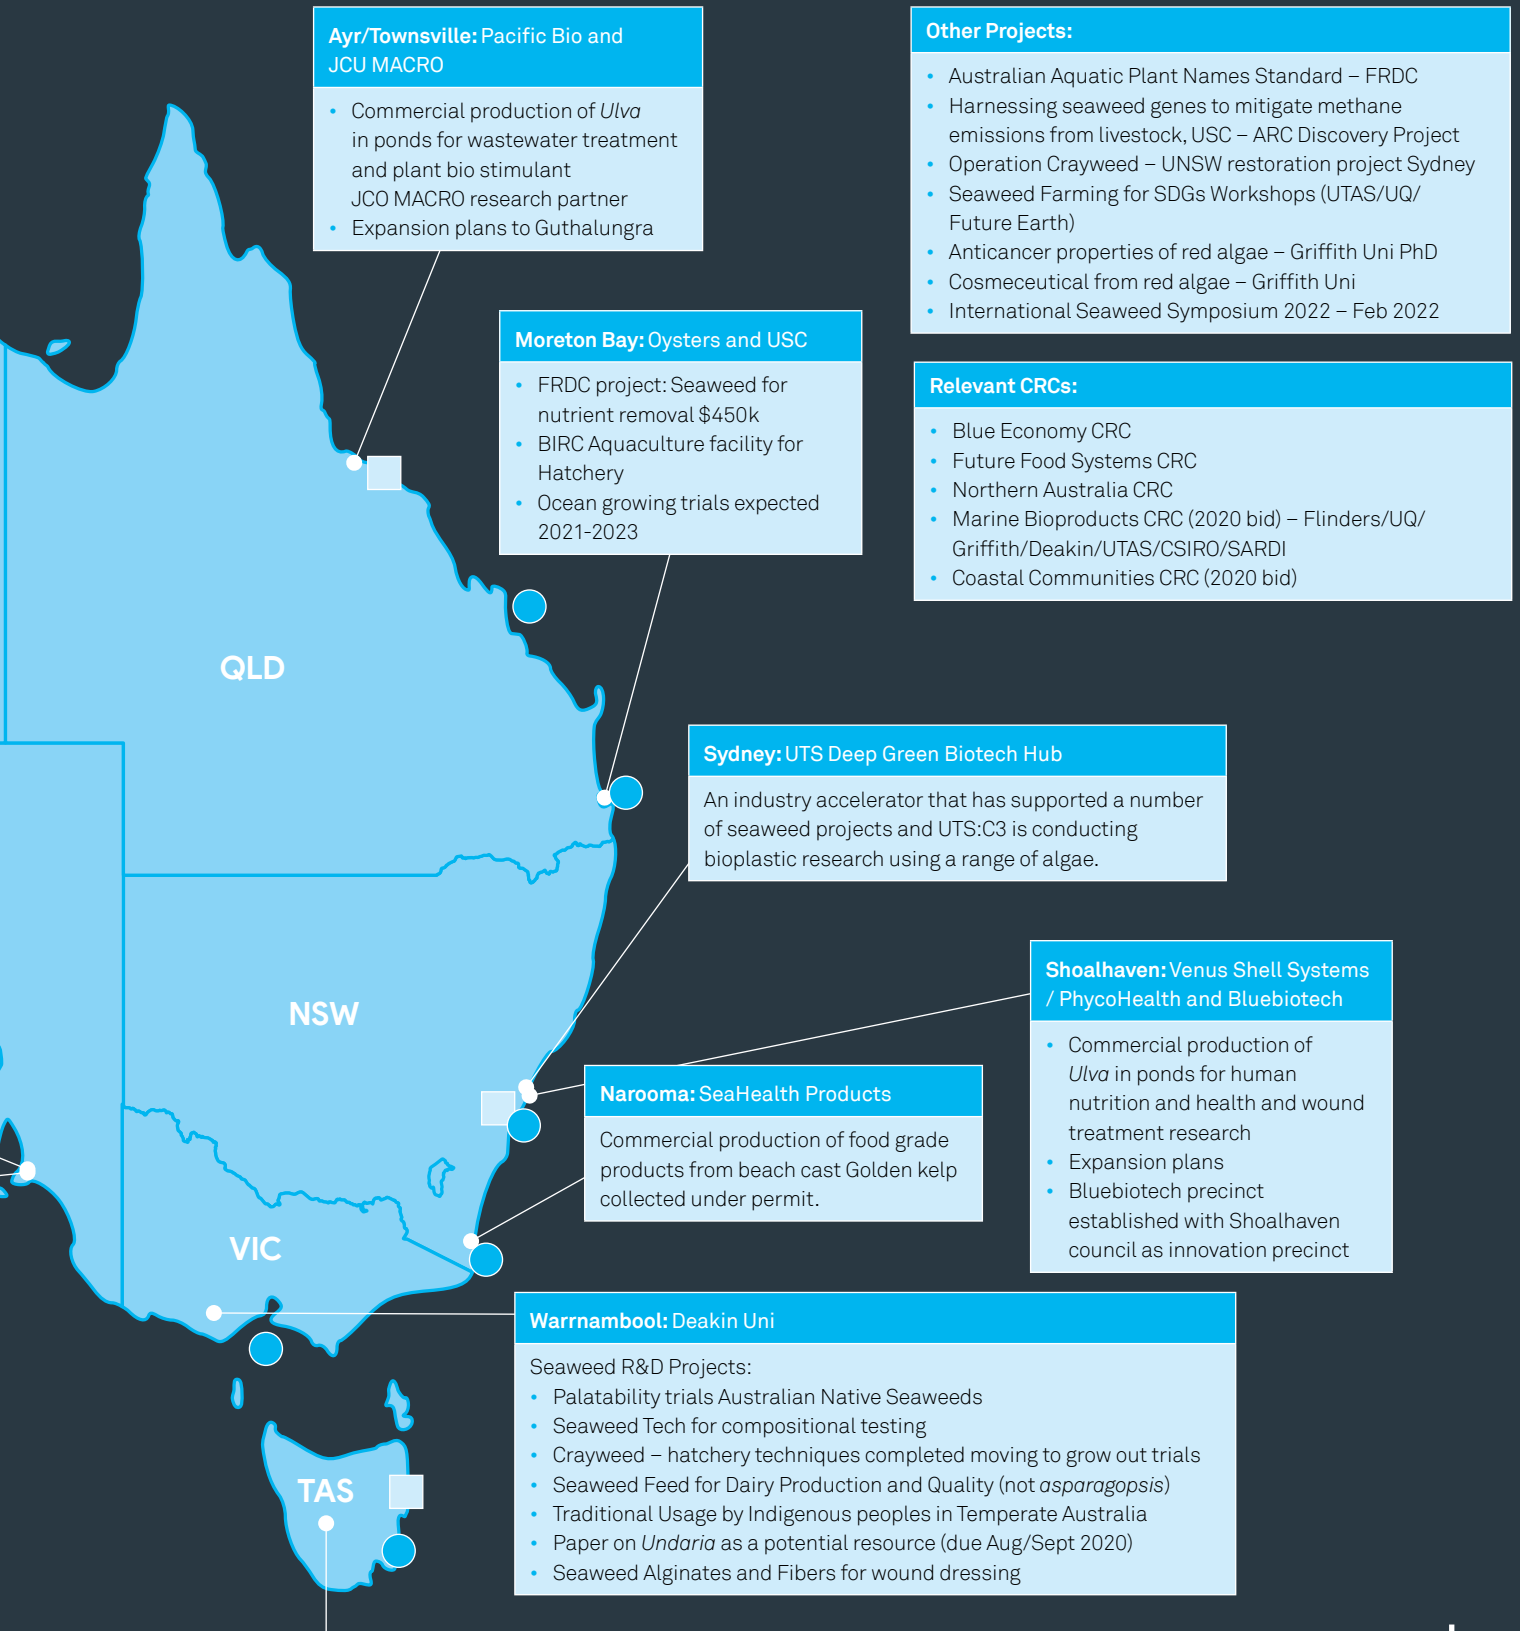 Ayr/Townsville: Pacific Bio and
JCU MACRO
• Commercial production of Ulva
in ponds for wastewater treatment
and plant bio stimulant
JCO MACRO research partner
• Expansion plans to Guthalungra
Other Projects:
• Australian Aquatic Plant Names Standard – FRDC
• Harnessing seaweed genes to mitigate methane
emissions from livestock, USC – ARC Discovery Project
• Operation Crayweed – UNSW restoration project Sydney
• Seaweed Farming for SDGs Workshops (UTAS/UQ/
Future Earth)
• Anticancer properties of red algae – Griffith Uni PhD
• Cosmeceutical from red algae – Griffith Uni
• International Seaweed Symposium 2022 – Feb 2022
Moreton Bay: Oysters and USC
• FRDC project: Seaweed for
nutrient removal $450k
• BIRC Aquaculture facility for
Hatchery
• Ocean growing trials expected
2021-2023
Relevant CRCs:
• Blue Economy CRC
• Future Food Systems CRC
• Northern Australia CRC
• Marine Bioproducts CRC (2020 bid) – Flinders/UQ/
Griffith/Deakin/UTAS/CSIRO/SARDI
• Coastal Communities CRC (2020 bid)
QLD
Sydney: UTS Deep Green Biotech Hub
An industry accelerator that has supported a number
of seaweed projects and UTS:C3 is conducting
bioplastic research using a range of algae.
NSW
Shoalhaven: Venus Shell Systems
/ PhycoHealth and Bluebiotech
• Commercial production of
Ulva in ponds for human
nutrition and health and wound
treatment research
• Expansion plans
• Bluebiotech precinct
established with Shoalhaven
council as innovation precinct
Narooma: SeaHealth Products
Commercial production of food grade
products from beach cast Golden kelp
collected under permit.
VIC
Warrnambool: Deakin Uni
Seaweed R&D Projects:
• Palatability trials Australian Native Seaweeds
• Seaweed Tech for compositional testing
• Crayweed – hatchery techniques completed moving to grow out trials
• Seaweed Feed for Dairy Production and Quality (not asparagopsis)
• Traditional Usage by Indigenous peoples in Temperate Australia
• Paper on Undaria as a potential resource (due Aug/Sept 2020)
• Seaweed Alginates and Fibers for wound dressing
TAS